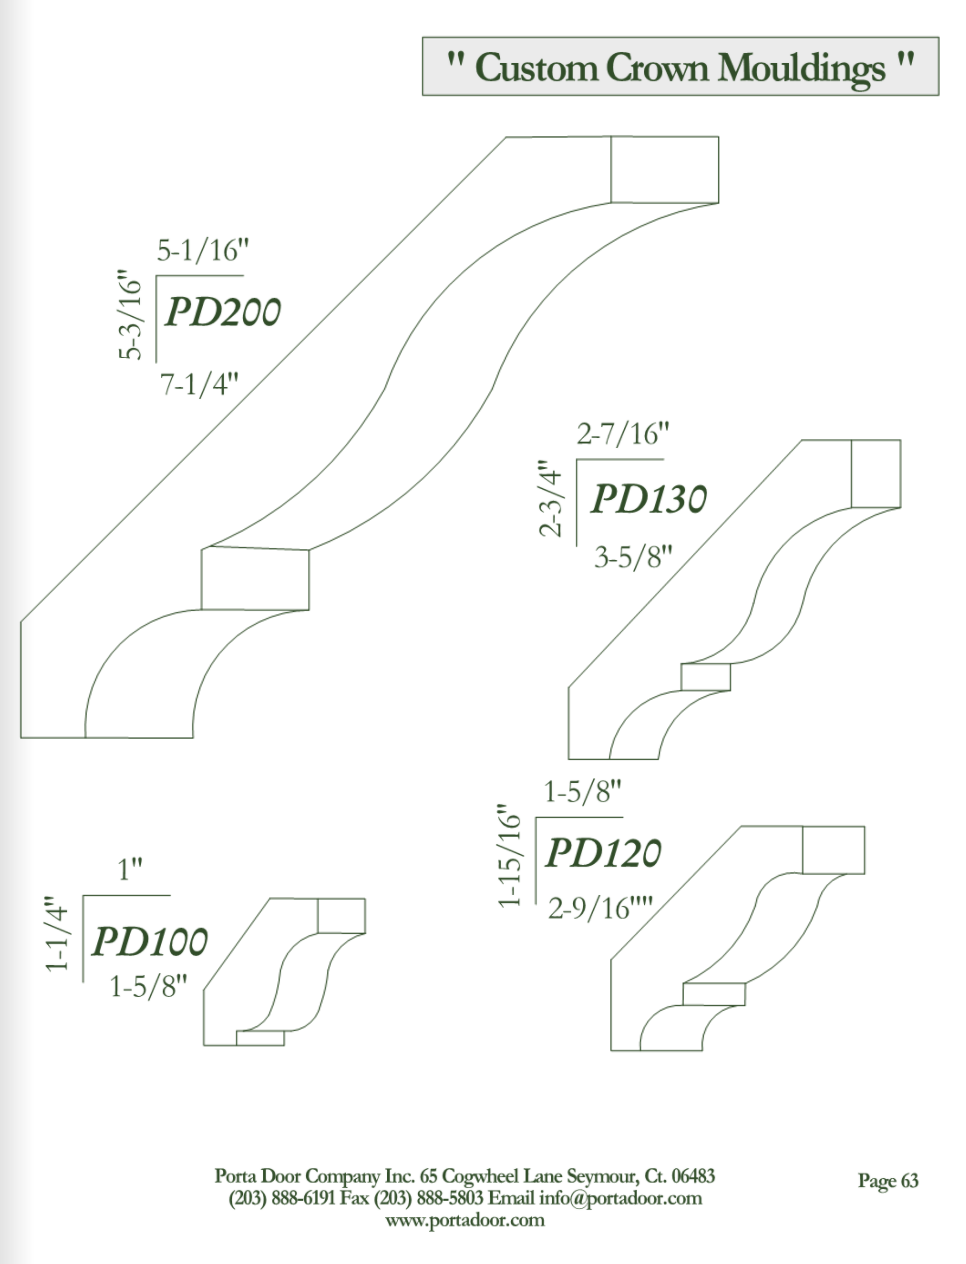 " Custom Crown Mouldings "
5-1/16"
5-3/16"
PD200
7-1/4"
2-7/16"
2-3/4"
PD130
3-5/8"
1-5/8"
1-15/16"
PD120
2-9/16""
1"
1-1/4"
PD100
1-5/8"
Porta Door Company Inc. 65 Cogwheel Lane Seymour, Ct. 06483
(203) 888-6191 Fax (203) 888-5803 Email info@portadoor.com
www.portadoor.com
Page 63